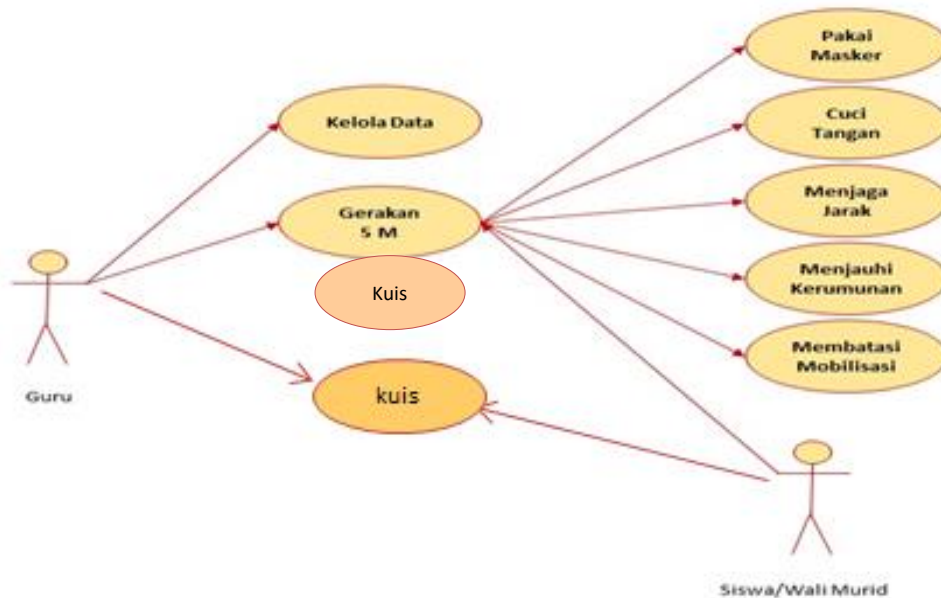 Pakai
Masker
Kelola Data
Cuci
Tangan
Gerakan
5 M
Menjaga
Jarak
Kuis
Menjauhi
Kerumunan
kuis
Membatasi
Mobilisasi
Guru
Siswa/Wali Murid